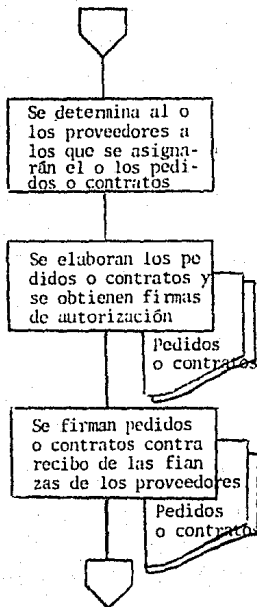 Se determina al o
los proveedores a
los que se asigna-
rán el o los pedi-
dos o contratos
Se elaboran los pe
didos o contratos y
se obtienen firmas
de autorización
Pedidos
o contratos
Se firman pedidos
o contratos contra
recibo de las fian
zas de los proveedores
Pedidos
o contratos